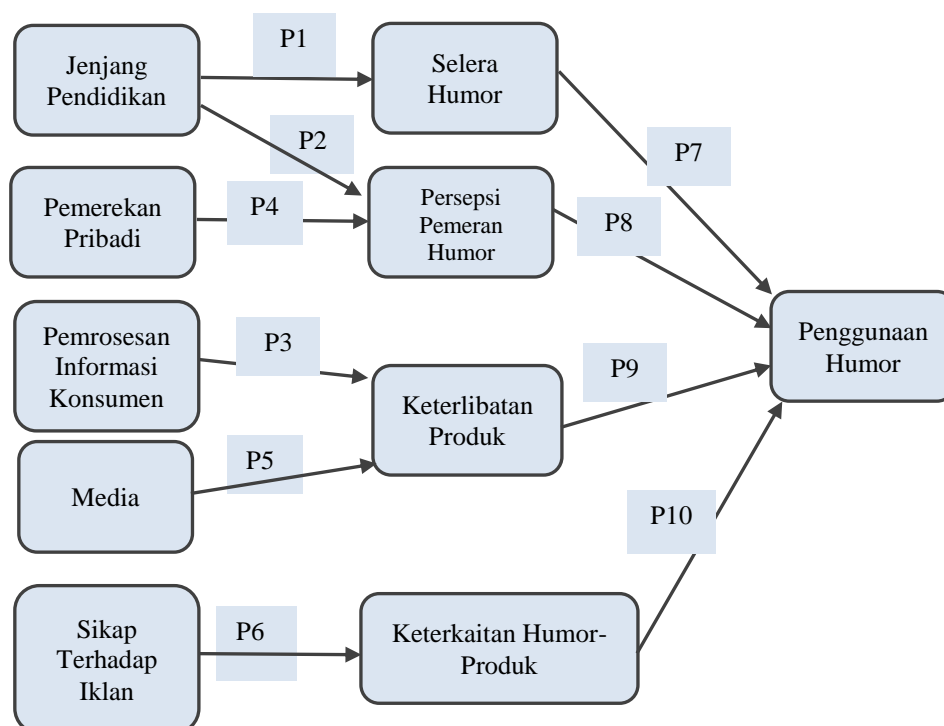 Jenjang
Pendidikan
P1
Selera
Humor
P2
P7
Pemerekan
Pribadi
P4
Persepsi
Pemeran
Humor
P8
Pemrosesan
Informasi
Konsumen
P3
Keterlibatan
Produk
P9
Penggunaan
Humor
Media
P5
P10
Sikap
Terhadap
Iklan
P6
Keterkaitan Humor-
Produk